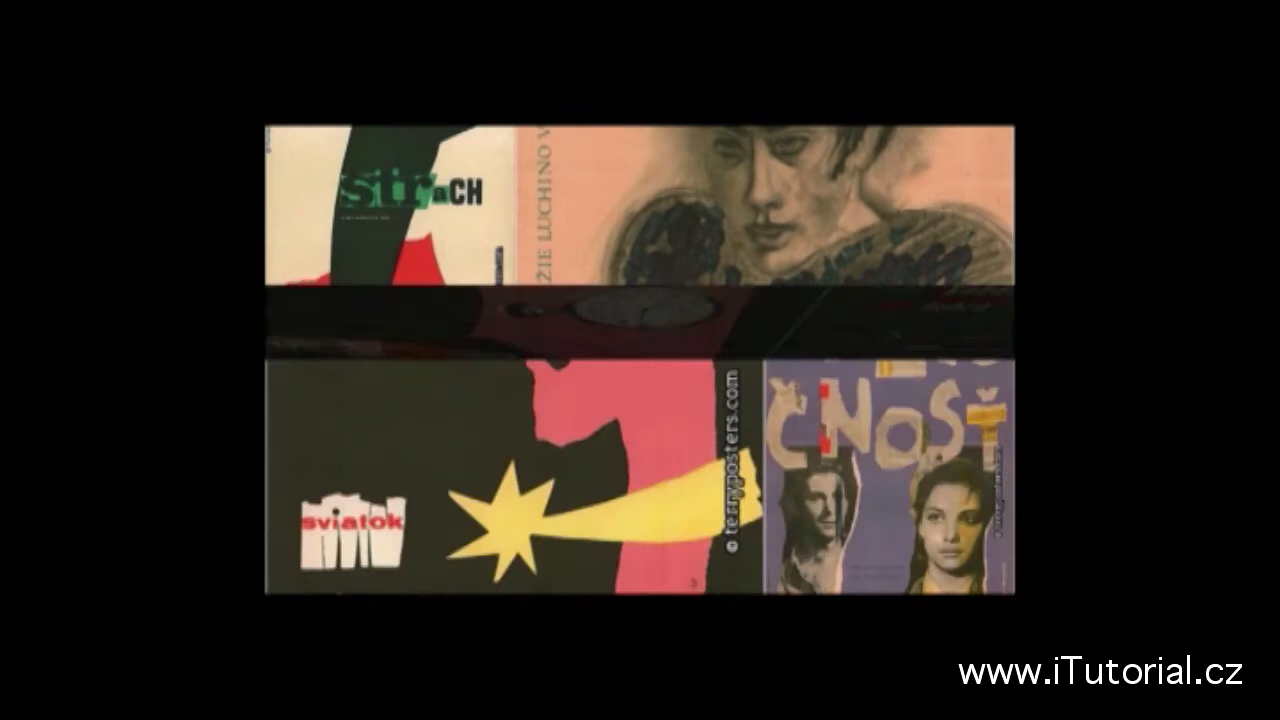 strach
ŽIE LUCHINO V
sviatok
© terryposters.com
ČNOSŤ
www.iTutorial.cz